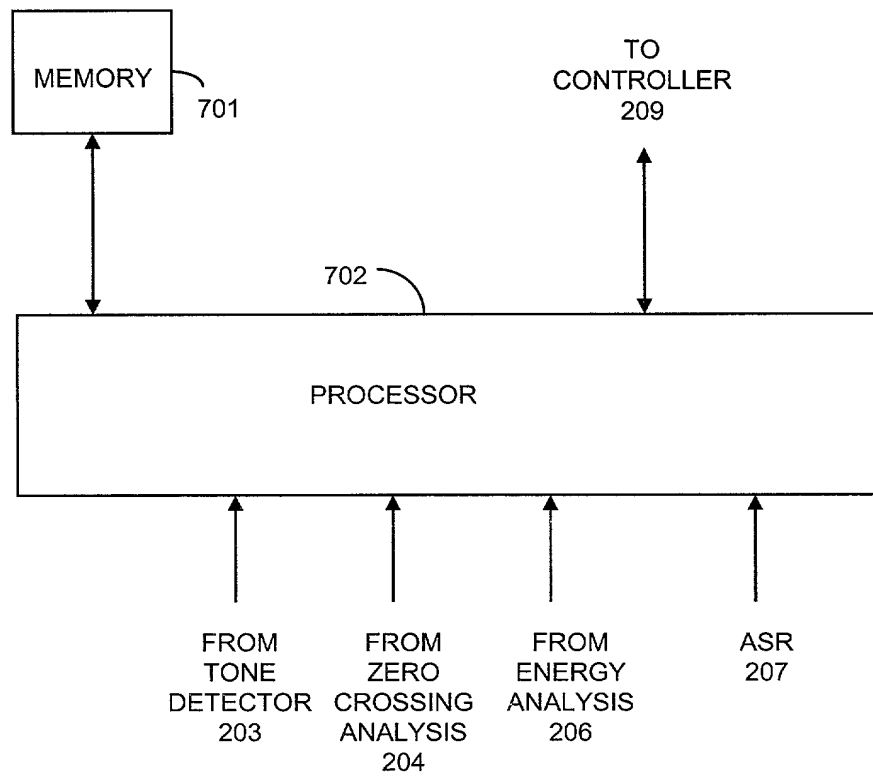 MEMORY
701
TO
CONTROLLER
209
702
PROCESSOR
FROM
TONE
DETECTOR
203
FROM
ZERO
CROSSING
ANALYSIS
204
FROM
ENERGY
ANALYSIS
206
ASR
207